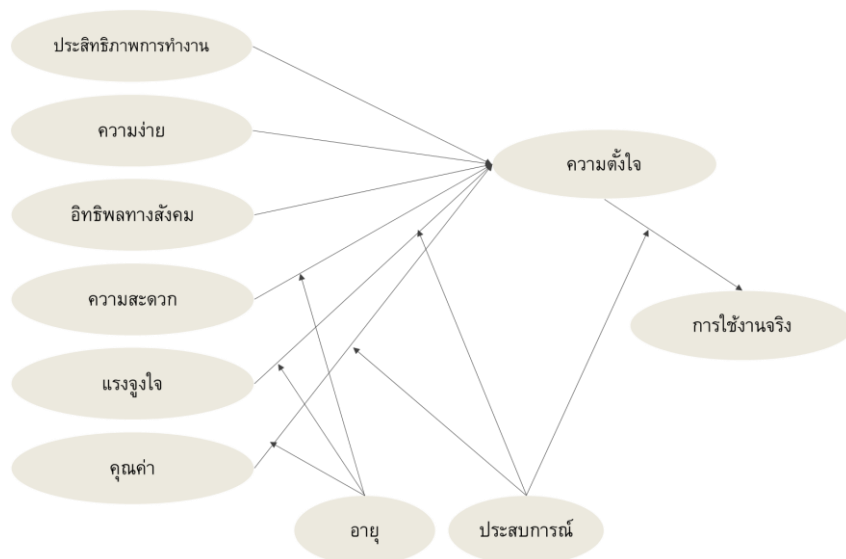 ประสิทธิภาพการทำงาน
ความง่าย
ความตั้งใจ
อิทธิพลทางสังคม
ความสะดวก
การใช้งานจริง
แรงจูงใจ
คุณค่า
อายุ
ประสบการณ์